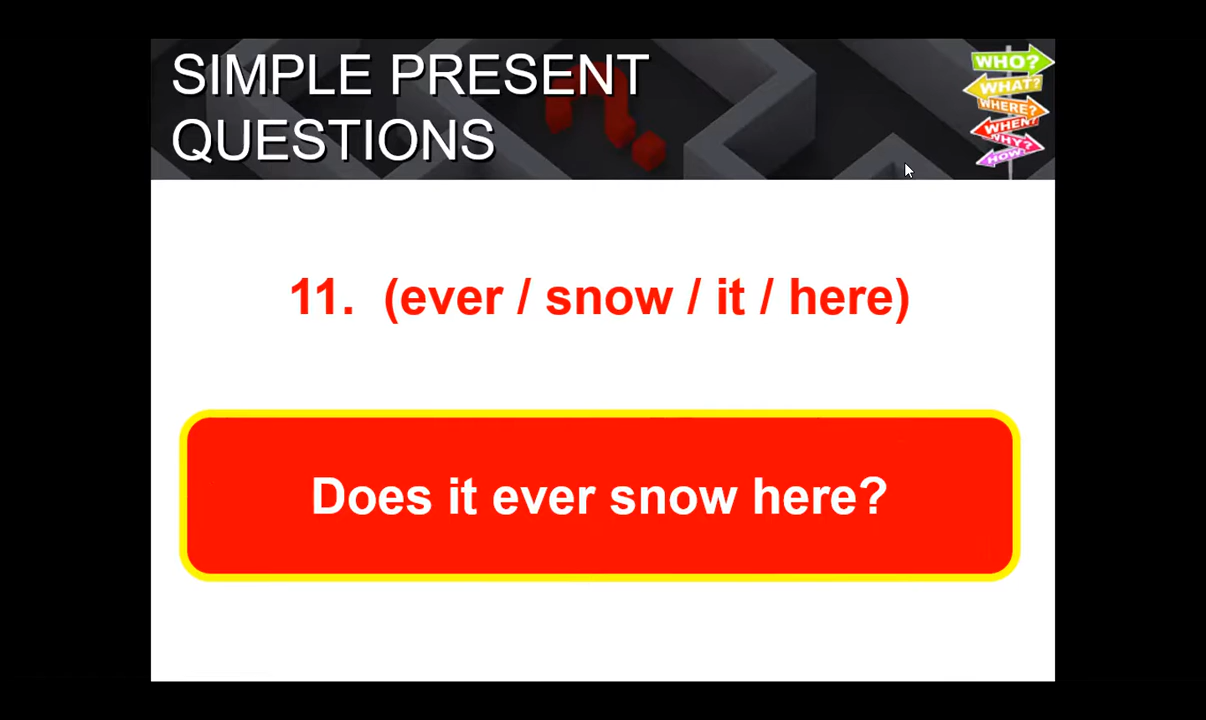 SIMPLE PRESENT
QUESTIONS
WHO?
WHAT?
WHERE?
WHEN?
WHY?
HOW?
11. (ever / snow / it / here)
Does it ever snow here?